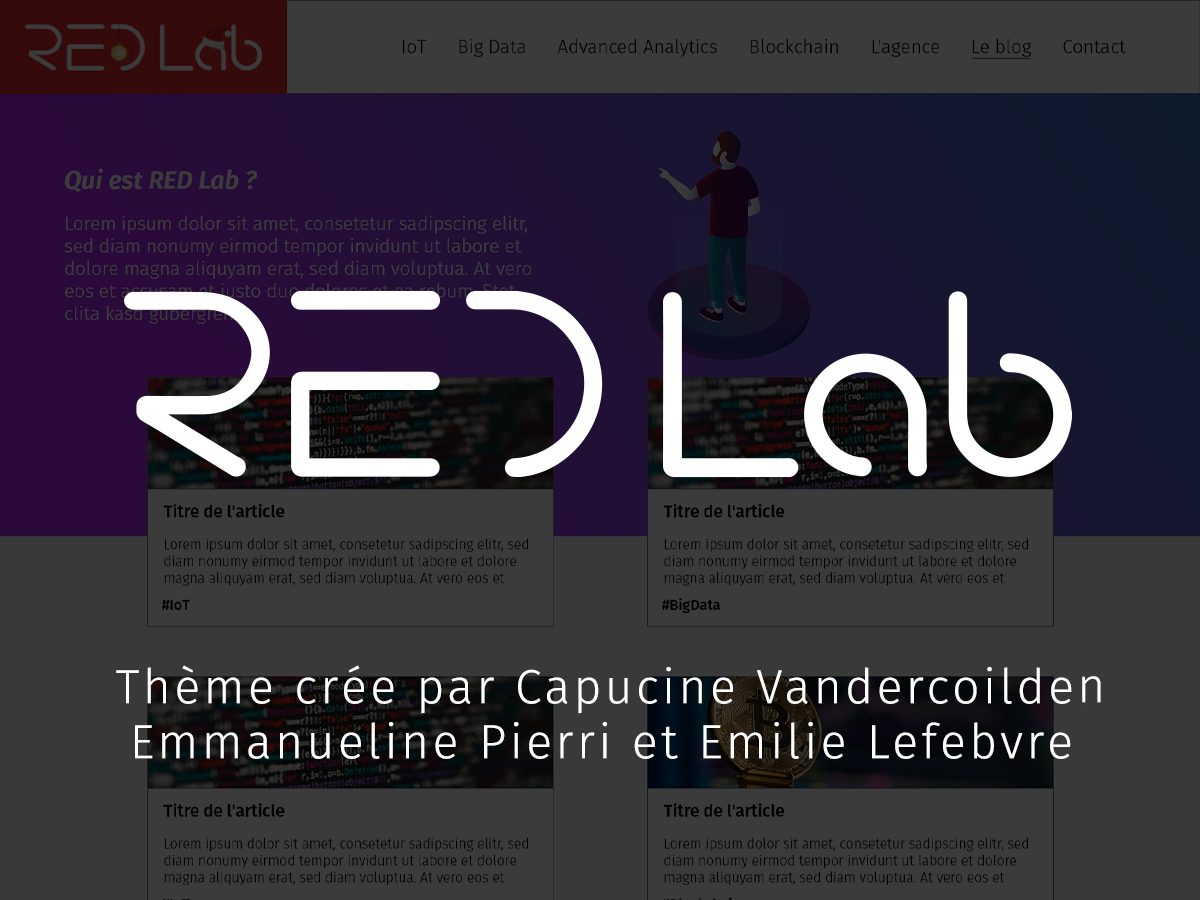 RED Lab
IoT Big Data Advanced Analytics Blockchain L'agence Le blog Contact
Qui est RED Lab ?
Lorem ipsum dolor sit amet, consetetur sadipscing elitr,
sed diam nonumy eirmod tempor invidunt ut labore et
dolore magna aliquyam erat, sed diam voluptua. At vero
eos et accusam et justo duo dolores et ea rebum. Stet
clita kasd gubergren
RED Lab
Titre de l'article
Lorem ipsum dolor sit amet, consetetur sadipscing elitr, sed
diam nonumy eirmod tempor invidunt ut labore et dolore
magna aliquyam erat, sed diam voluptua. At vero eos et
#IoT
Titre de l'article
Lorem ipsum dolor sit amet, consetetur sadipscing elitr, sed
diam nonumy eirmod tempor invidunt ut labore et dolore
magna aliquyam erat, sed diam voluptua. At vero eos et
#BigData
Thème crée par Capucine Vandercoilden
Emmanueline Pierri et Emilie Lefebvre
Titre de l'article
Lorem ipsum dolor sit amet, consetetur sadipscing elitr, sed
diam nonumy eirmod tempor invidunt ut labore et dolore
magna aliquyam erat, sed diam voluptua. At vero eos et
Titre de l'article
Lorem ipsum dolor sit amet, consetetur sadipscing elitr, sed
diam nonumy eirmod tempor invidunt ut labore et dolore
magna aliquyam erat, sed diam voluptua. At vero eos et